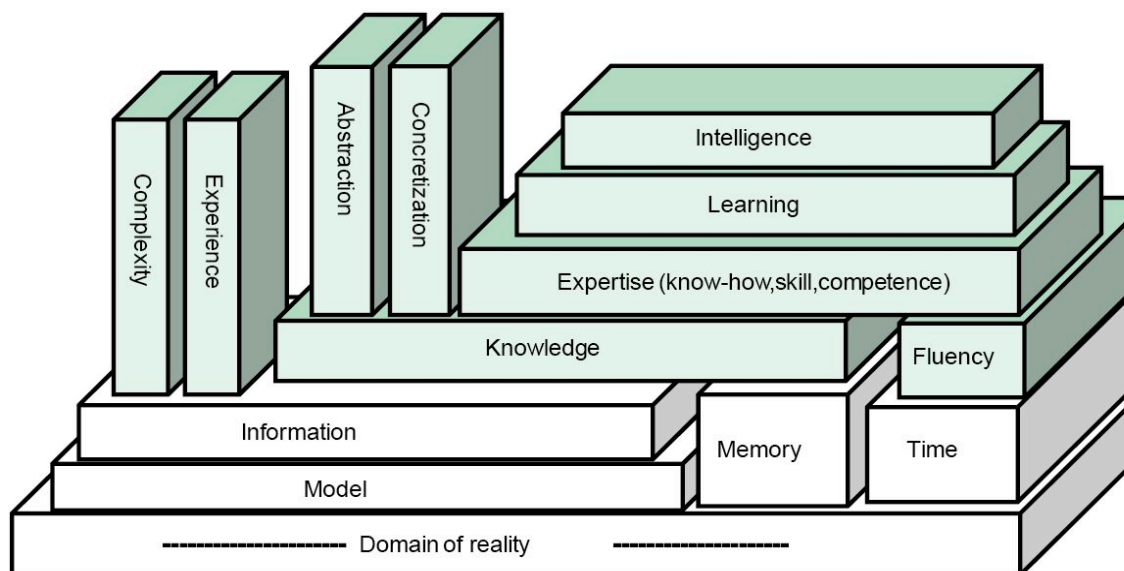 Complexity
Experience
Abstraction
Concretization
Intelligence
Learning
Expertise (know-how,skill,competence)
Knowledge
Fluency
Information
Memory
Time
Model
Domain of reality